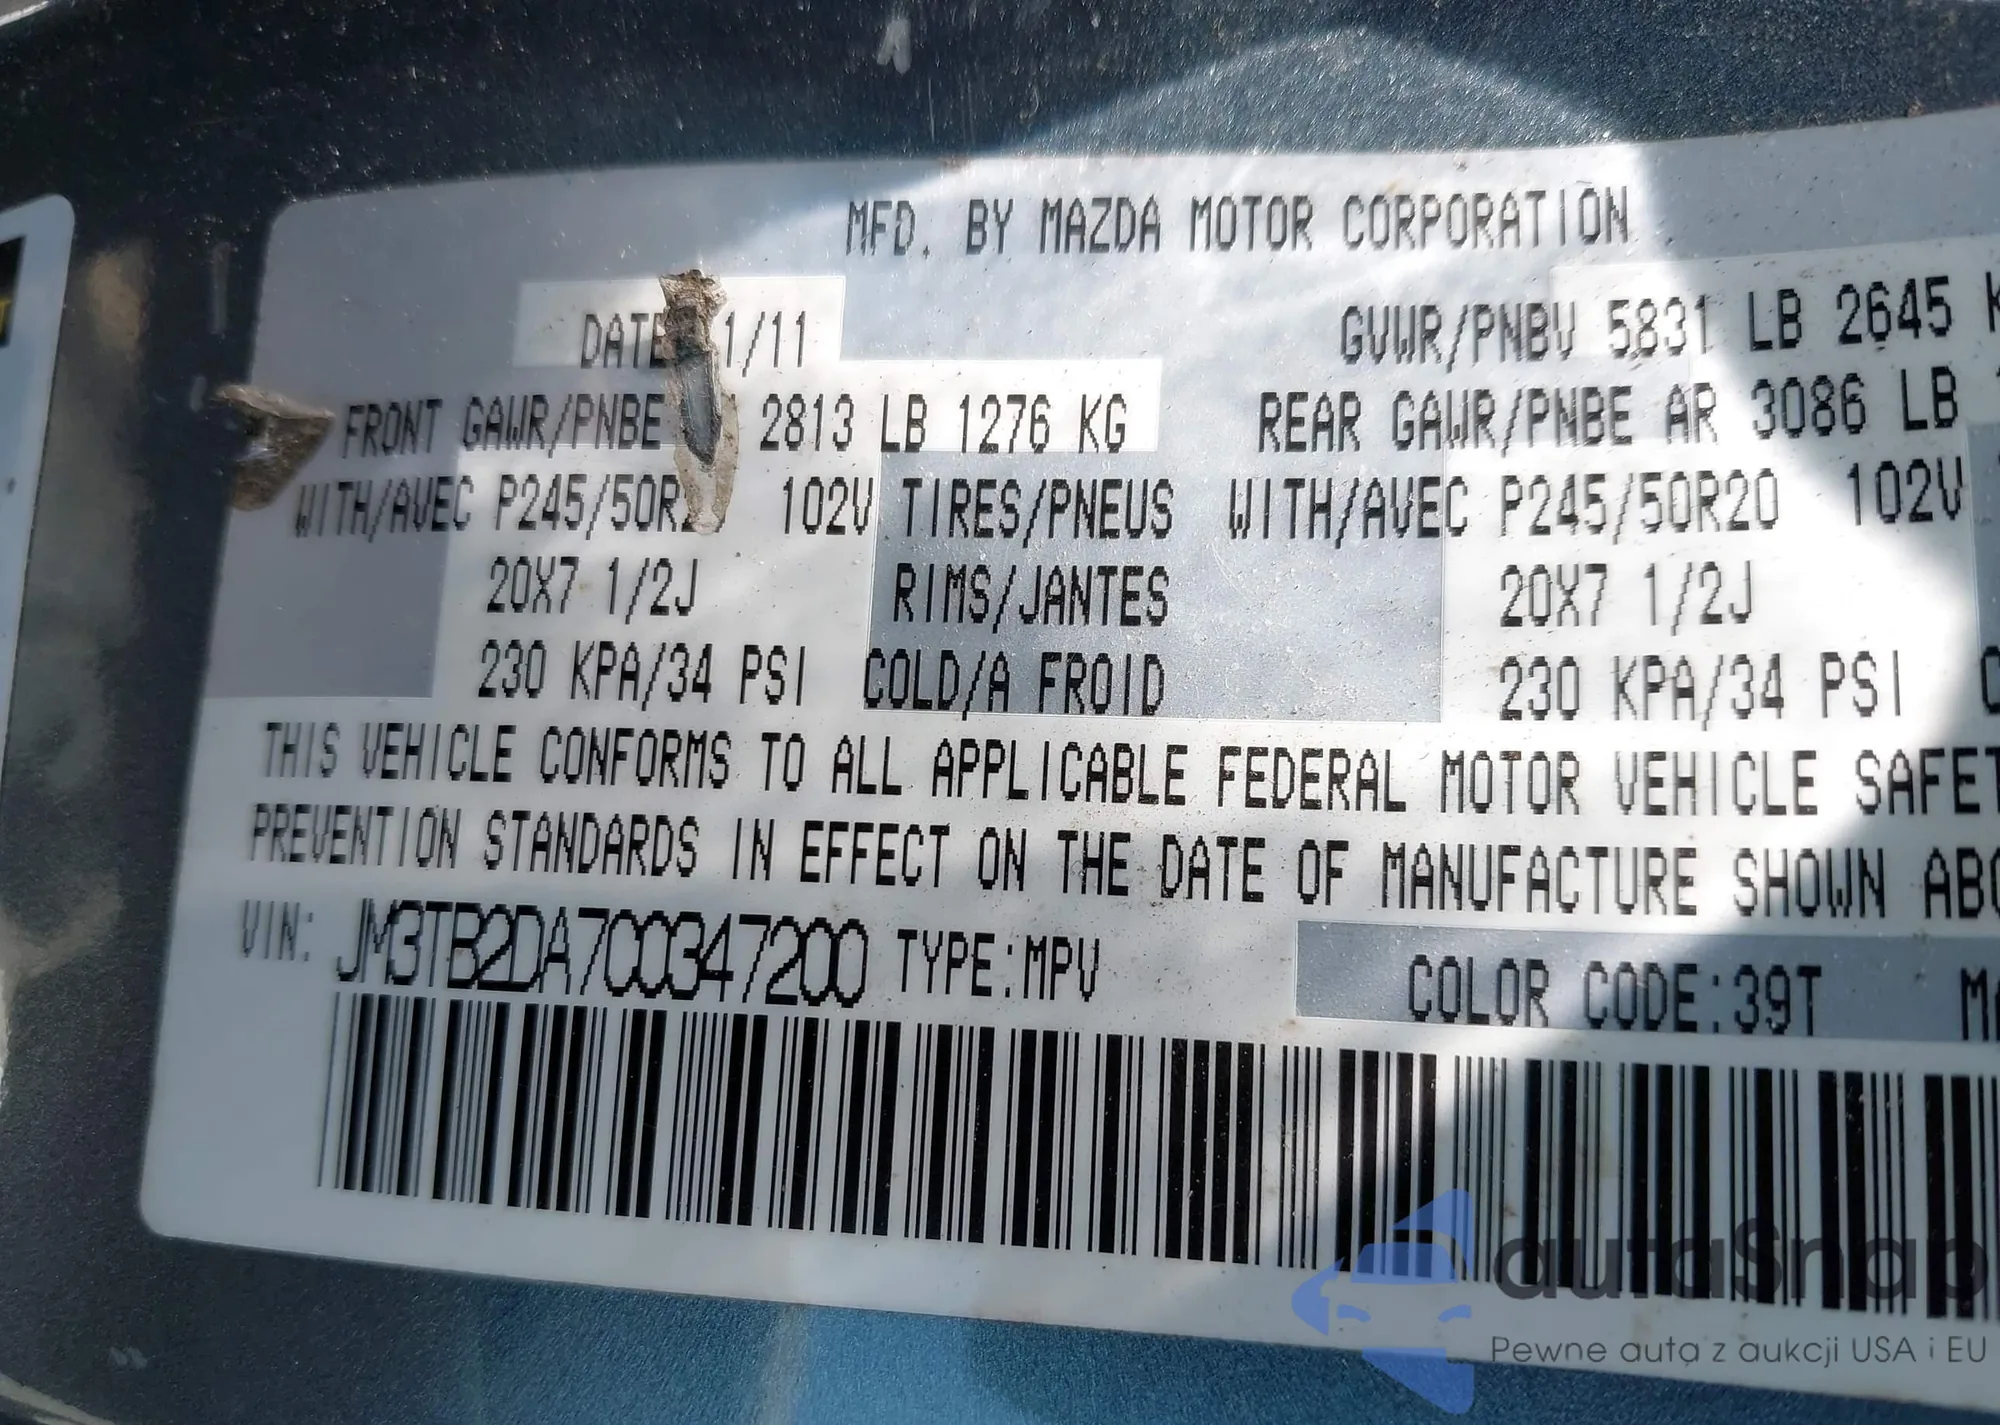 MFD. BY MAZDA MOTOR CORPORATION
DATE 1/11 GVWR/PNBV 5831 LB 2645 K
FRONT GAWR/PNBE 2813 LB 1276 KG REAR GAWR/PNBE AR 3086 LB
WITH/AVEC P245/50R2 102V TIRES/PNEUS WITH/AVEC P245/50R20 102V
20X7 1/2J RIMS/JANTES 20X7 1/2J
230 KPA/34 PSI COLD/A FROID 230 KPA/34 PSI C
THIS VEHICLE CONFORMS TO ALL APPLICABLE FEDERAL MOTOR VEHICLE SAFET
PREVENTION STANDARDS IN EFFECT ON THE DATE OF MANUFACTURE SHOWN ABO
VIN: JM3TB2DA7C0347200 TYPE:MPV COLOR CODE:39T MA
autaSnap
Pewne auta z aukcji USA i EU